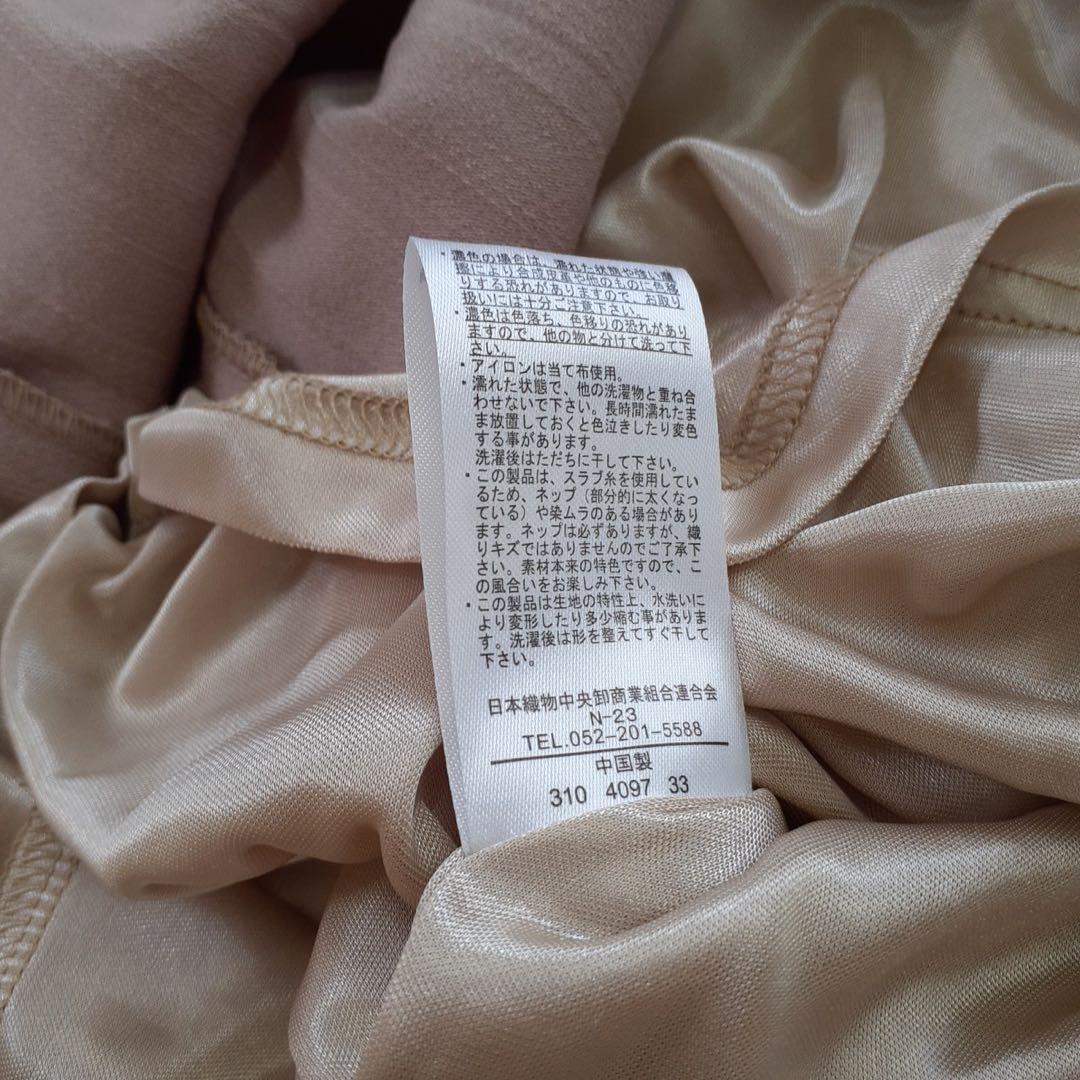 ・濃色の場合は、濡れた状態や強い摩
擦により合成皮革や他のものに色移
りする恐れがありますので、お取り
扱いには十分ご注意下さい。
・濃色は色落ち、色移りの恐れがあり
ますので、他の物と分けて洗って下
さい。
・アイロンは当て布使用。
・濡れた状態で、他の洗濯物と重ね合
わせないで下さい。長時間濡れたま
ま放置しておくと色泣きしたり変色
する事があります。
洗濯後はただちに干して下さい。
・この製品は、スラブ糸を使用してい
るため、ネップ（部分的に太くなっ
ている）や染ムラのある場合があり
ます。ネップは必ずありますが、織
りキズではありませんのでご了承下
さい。素材本来の特色ですので、こ
の風合いをお楽しみ下さい。
・この製品は生地の特性上、水洗いに
より変形したり多少縮む事がありま
す。洗濯後は形を整えてすぐ干して
下さい。
日本織物中央卸商業組合連合会
N-23
TEL.052-201-5588
中国製
310 4097 33